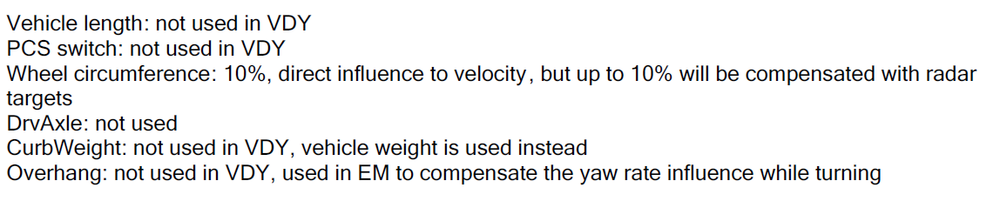 Vehicle length: not used in VDY
PCS switch: not used in VDY
Wheel circumference: 10%, direct influence to velocity, but up to 10% will be compensated with radar
targets
DrvAxle: not used
CurbWeight: not used in VDY, vehicle weight is used instead
Overhang: not used in VDY, used in EM to compensate the yaw rate influence while turning